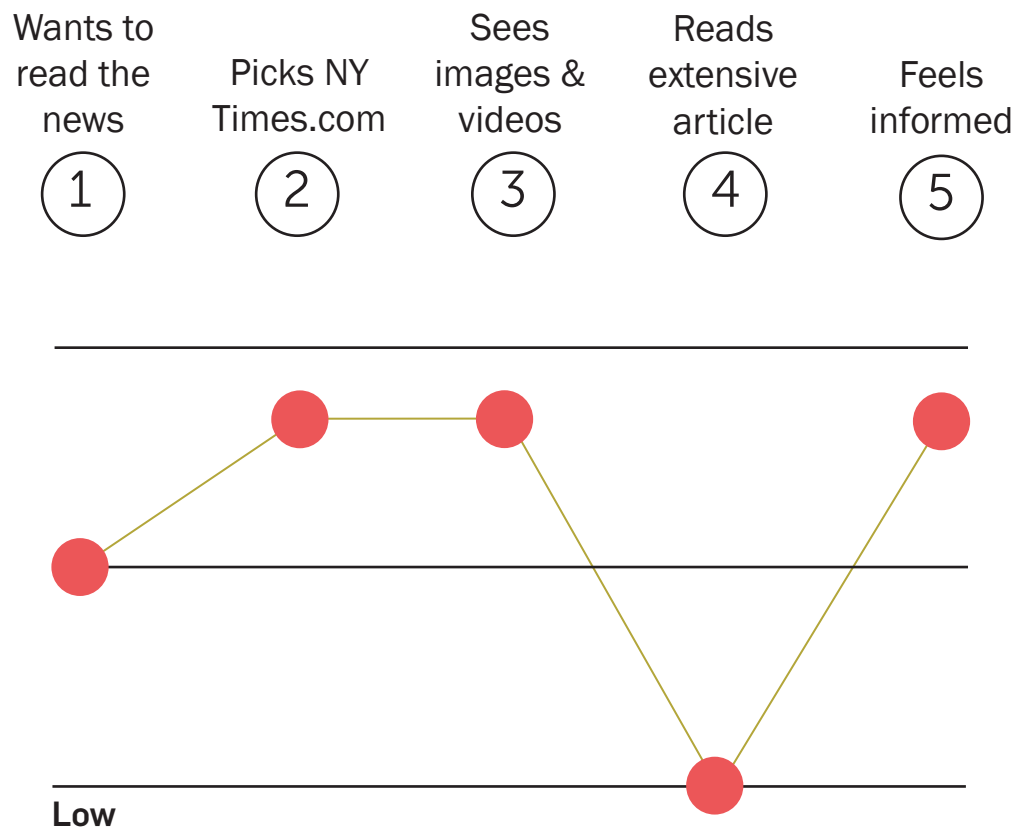 Wants to
read the
news
Picks NY
Times.com
Sees
images &
videos
Reads
extensive
article
Feels
informed
1
2
3
4
5
Low